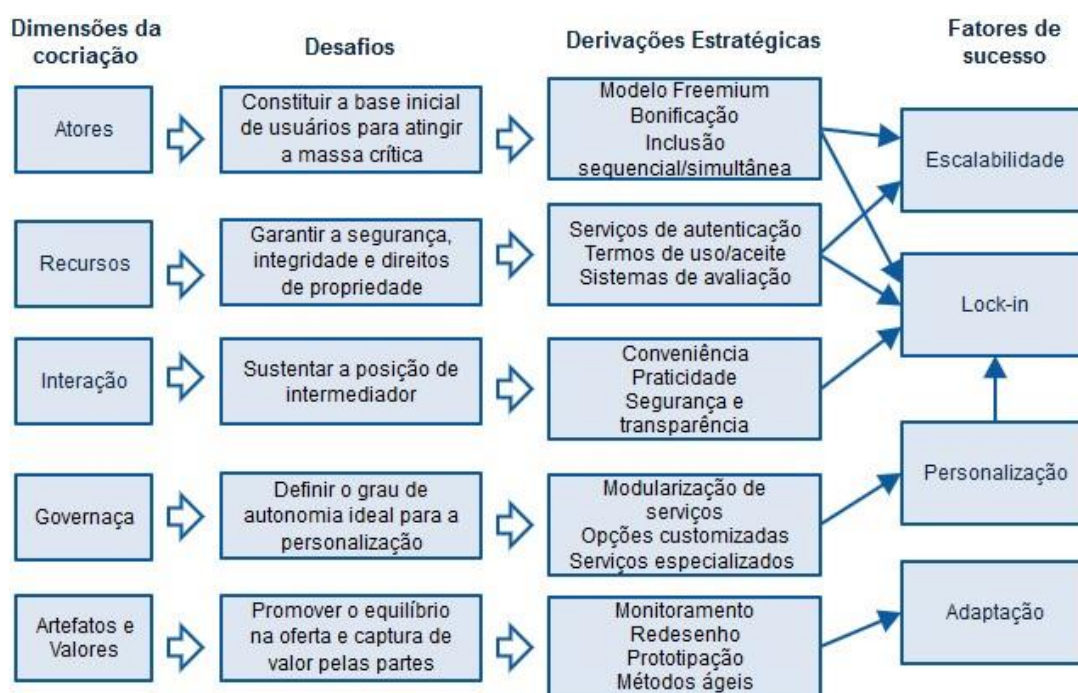 Dimensões da
cocriação
Desafios
Derivações Estratégicas
Fatores de
sucesso
Atores
Constituir a base inicial
de usuários para atingir
a massa crítica
Modelo Freemium
Bonificação
Inclusão
sequencial/simultânea
Escalabilidade
Recursos
Garantir a segurança,
integridade e direitos
de propriedade
Serviços de autenticação
Termos de uso/aceite
Sistemas de avaliação
Lock-in
Interação
Sustentar a posição de
intermediador
Conveniência
Praticidade
Segurança e
transparência
Governaça
Definir o grau de
autonomia ideal para a
personalização
Modularização de
serviços
Opções customizadas
Serviços especializados
Personalização
Artefatos e
Valores
Promover o equilíbrio
na oferta e captura de
valor pelas partes
Monitoramento
Redesenho
Prototipação
Métodos ágeis
Adaptação